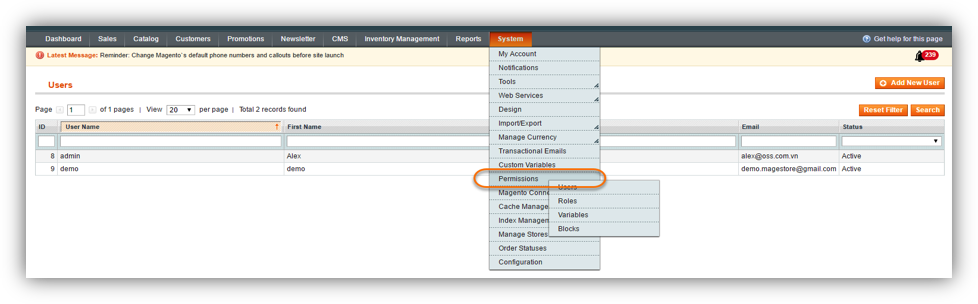 Dashboard Sales Catalog Customers Promotions Newsletter CMS Inventory Management Reports System Get help for this page
Latest Message: Reminder: Change Magento`s default phone numbers and callouts before site launch 239
Users Add New User
Page 1 of 1 pages | View 20 per page | Total 2 records found Reset Filter Search
ID User Name First Name Email Status
8 admin Alex alex@oss.com.vn Active
9 demo demo demo.magestore@gmail.com Active
My Account
Notifications
Tools
Web Services
Design
Import/Export
Manage Currency
Transactional Emails
Custom Variables
Permissions
Magento Conne
Cache Manage
Index Managem
Manage Stores
Order Statuses
Configuration
Users
Roles
Variables
Blocks